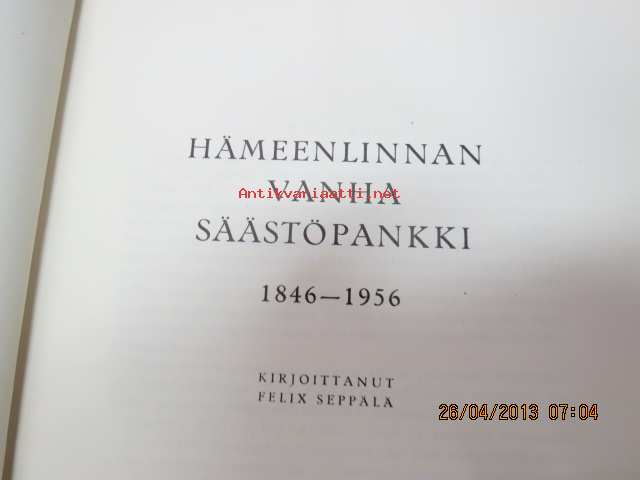 HÄMEENLINNAN
VANHA
Antikvariaatti.net
SÄÄSTÖPANKKI
1846—1956
KIRJOITTANUT
FELIX SEPPÄLÄ
26/04/2013 07:04